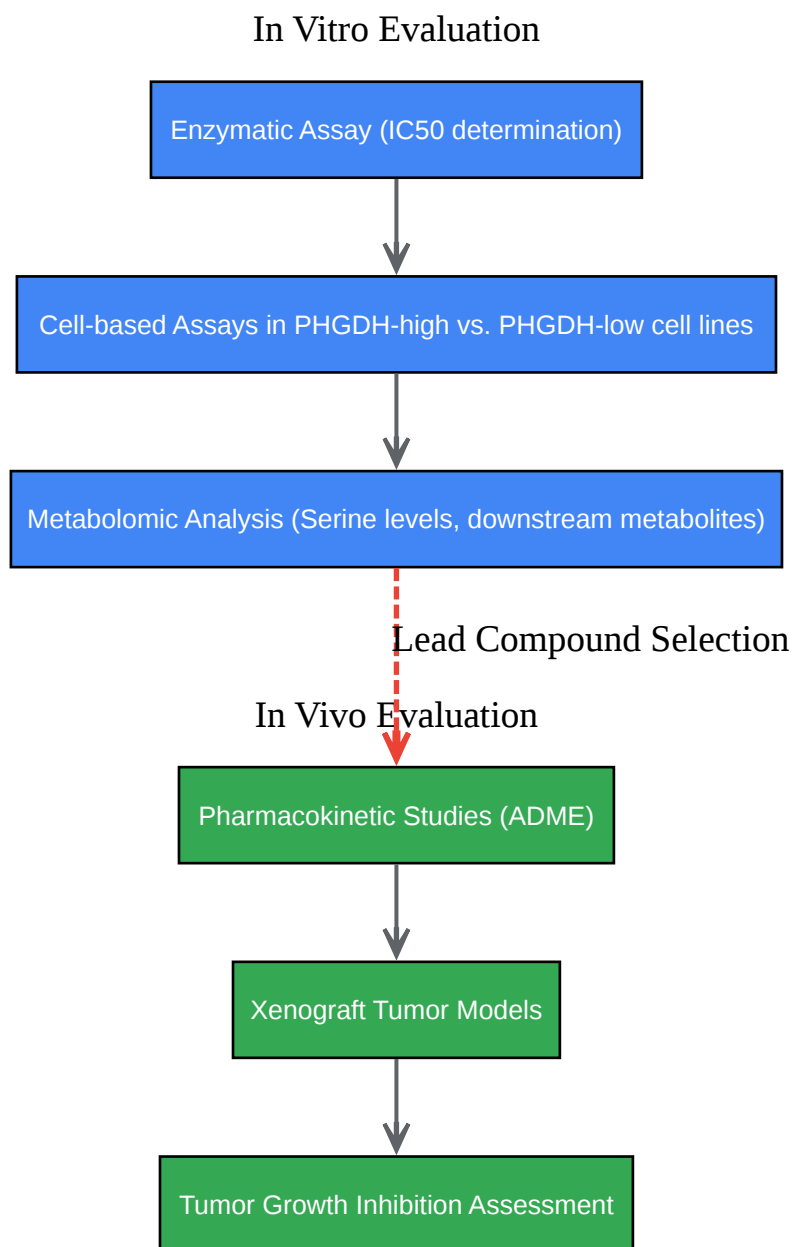 In Vitro Evaluation
Enzymatic Assay (IC50 determination)
Cell-based Assays in PHGDH-high vs. PHGDH-low cell lines
Metabolomic Analysis (Serine levels, downstream metabolites)
Lead Compound Selection
In Vivo Evaluation
Pharmacokinetic Studies (ADME)
Xenograft Tumor Models
Tumor Growth Inhibition Assessment